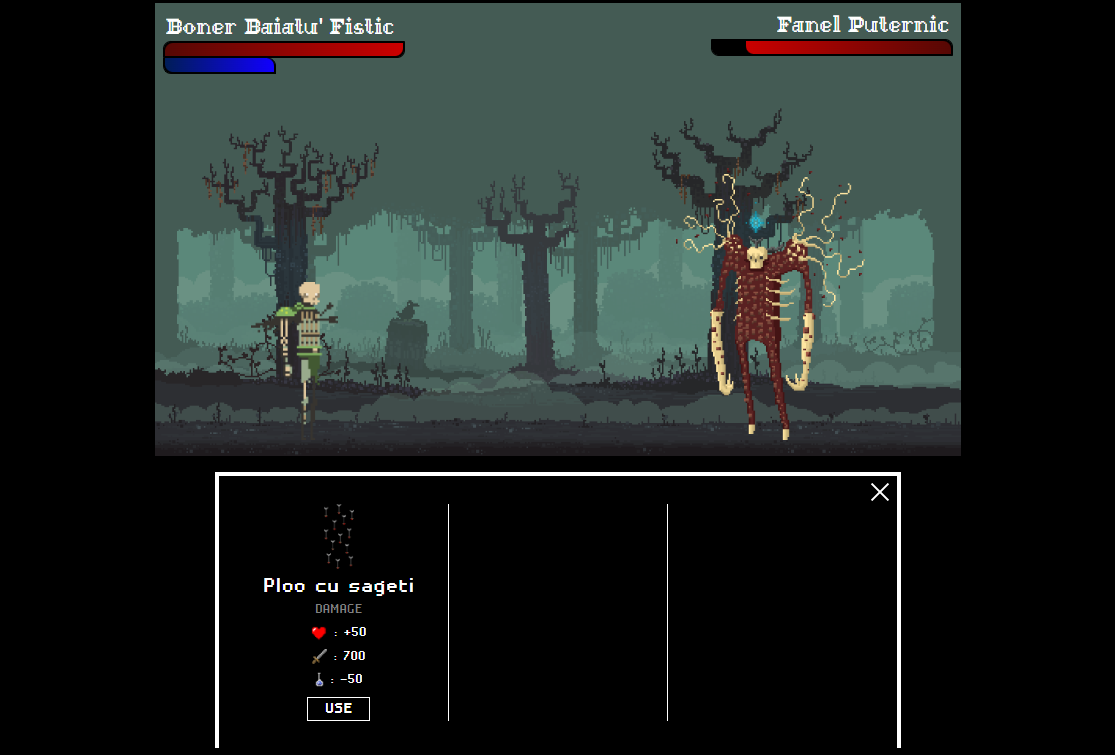 Boner Baiatu' Fistic
Fanel Puternic
Ploo cu sageti
DAMAGE
: +50
: 700
: -50
USE